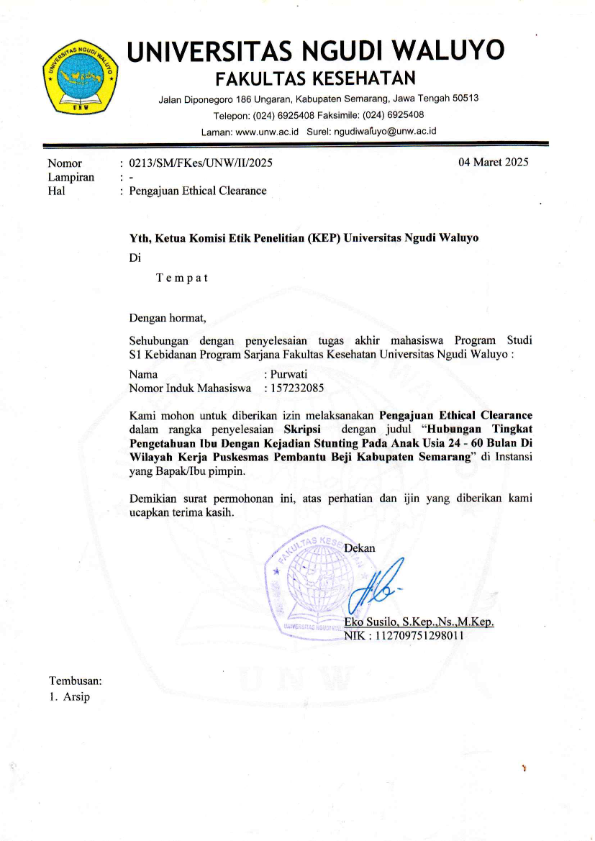 UNIVERSITAS NGUDI WALUYO
FAKULTAS KESEHATAN
Jalan Diponegoro 186 Ungaran, Kabupaten Semarang, Jawa Tengah 50513
Telepon: (024) 6925408 Faksimile: (024) 6925408
Laman: www.unw.ac.id Surel: ngudiwaluyo@unw.ac.id
UNIVERSITAS NGUDI WALUYO
U N W
Nomor : 0213/SM/FKes/UNW/II/2025 04 Maret 2025
Lampiran : -
Hal : Pengajuan Ethical Clearance
Yth, Ketua Komisi Etik Penelitian (KEP) Universitas Ngudi Waluyo
Di
T e m p a t
Dengan hormat,
Sehubungan dengan penyelesaian tugas akhir mahasiswa Program Studi
S1 Kebidanan Program Sarjana Fakultas Kesehatan Universitas Ngudi Waluyo :
Nama : Purwati
Nomor Induk Mahasiswa : 157232085
Kami mohon untuk diberikan izin melaksanakan Pengajuan Ethical Clearance
dalam rangka penyelesaian Skripsi dengan judul “Hubungan Tingkat
Pengetahuan Ibu Dengan Kejadian Stunting Pada Anak Usia 24 - 60 Bulan Di
Wilayah Kerja Puskesmas Pembantu Beji Kabupaten Semarang” di Instansi
yang Bapak/Ibu pimpin.
Demikian surat permohonan ini, atas perhatian dan ijin yang diberikan kami
ucapkan terima kasih.
Dekan
FAKULTAS KESEHATAN
Eko Susilo, S.Kep.,Ns.,M.Kep.
NIK : 112709751298011
U N W
Tembusan:
1. Arsip